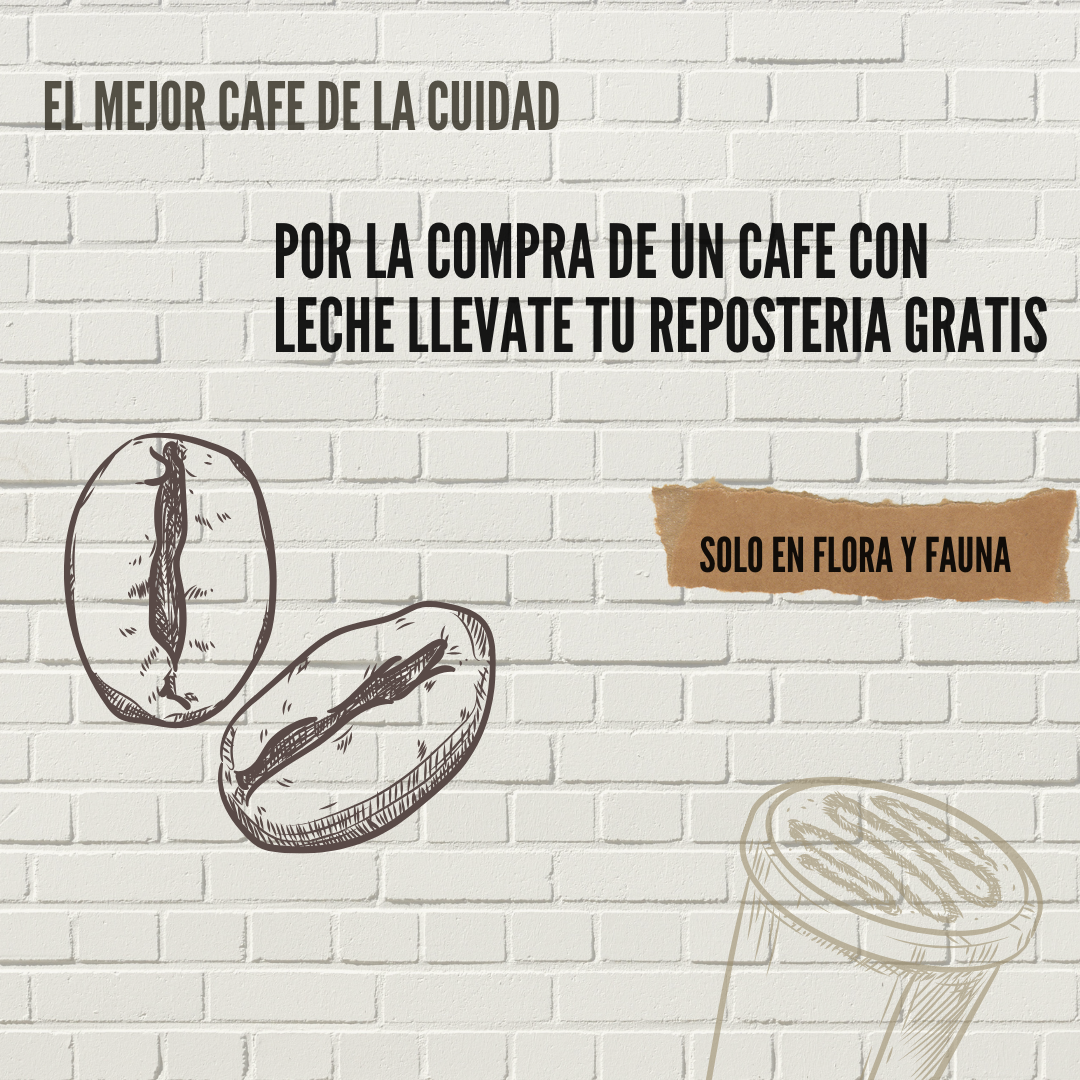 EL MEJOR CAFE DE LA CUIDAD
POR LA COMPRA DE UN CAFE CON
LECHE LLEVATE TU REPOSTERIA GRATIS
SOLO EN FLORA Y FAUNA